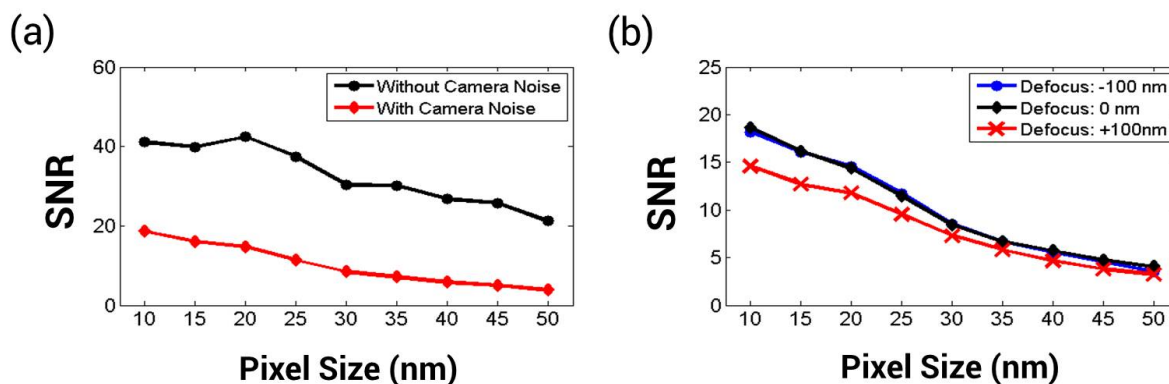 (a)
SNR
60
40
20
0
Without Camera Noise
With Camera Noise
10 15 20 25 30 35 40 45 50
Pixel Size (nm)
(b)
SNR
25
20
15
10
5
0
Defocus: -100 nm
Defocus: 0 nm
Defocus: +100nm
10 15 20 25 30 35 40 45 50
Pixel Size (nm)